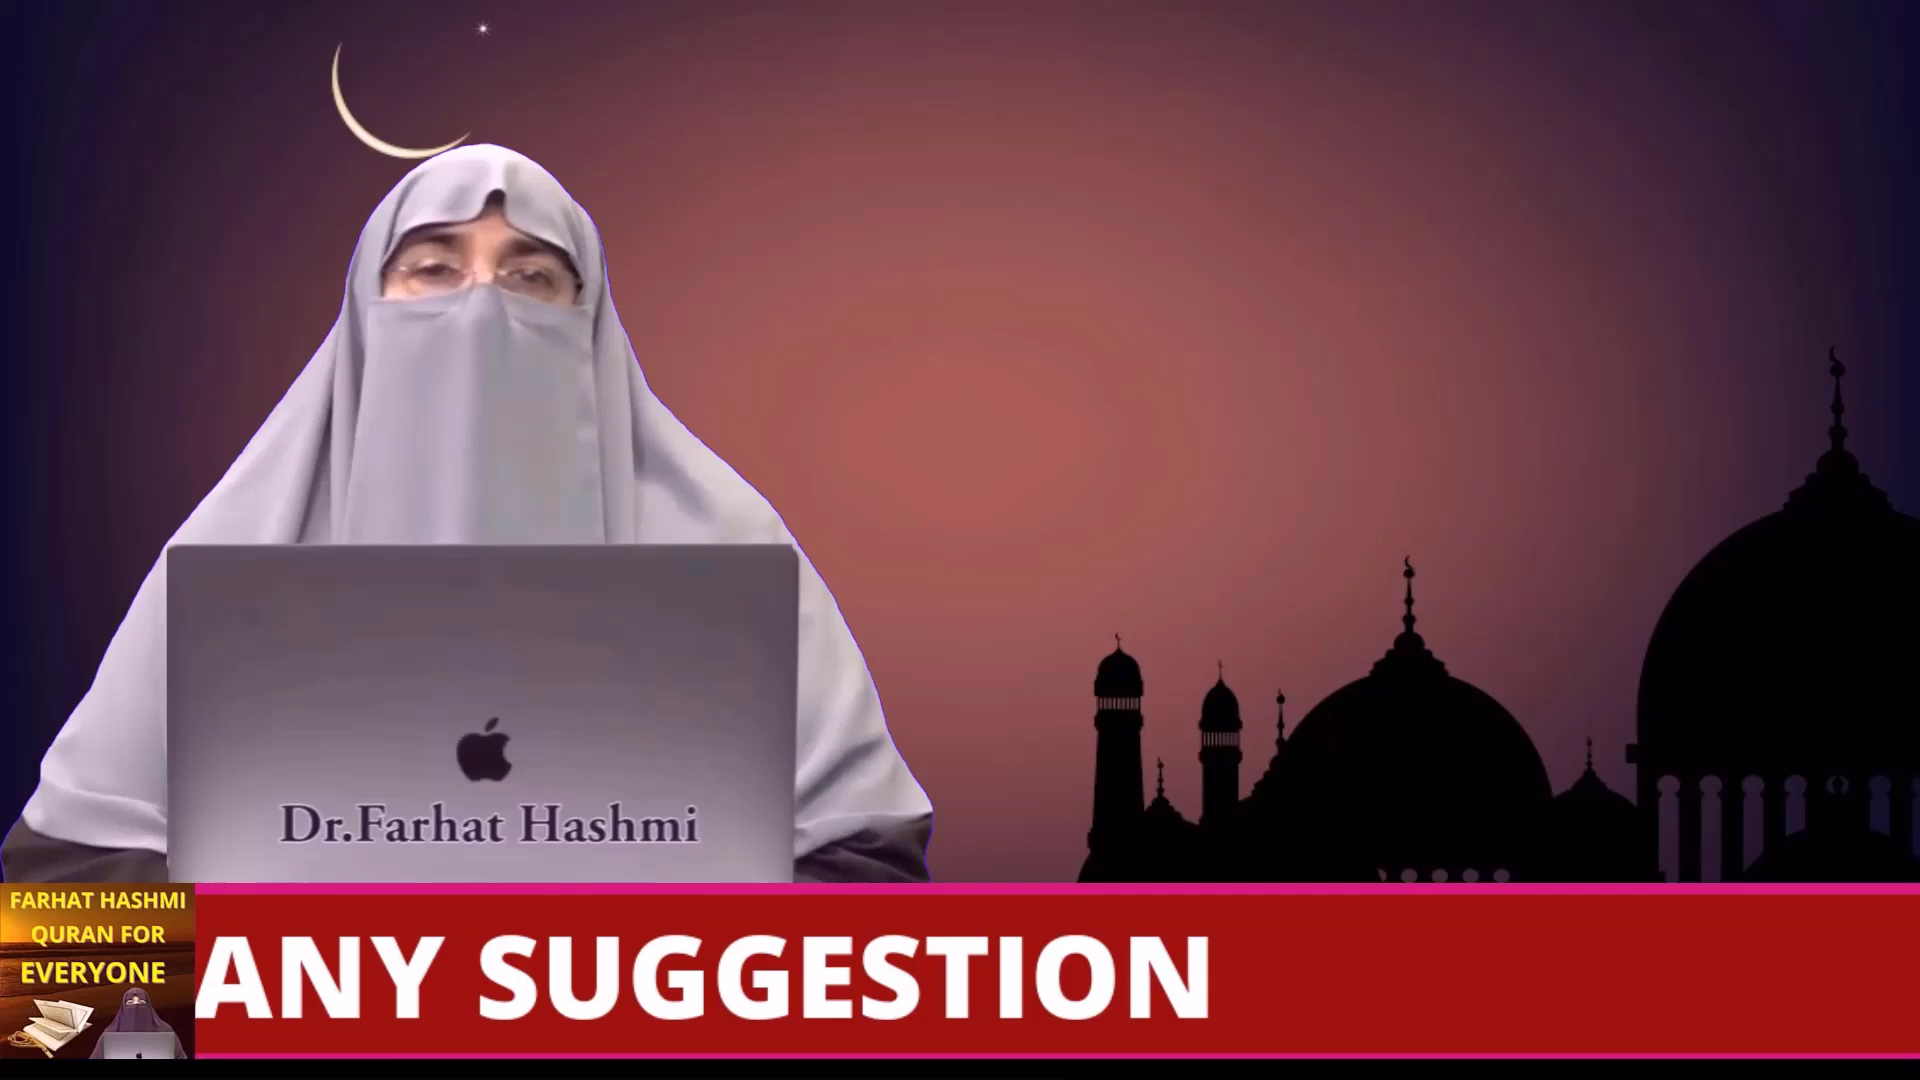 Dr.Farhat Hashmi
FARHAT HASHMI
QURAN FOR
EVERYONE
ANY SUGGESTION